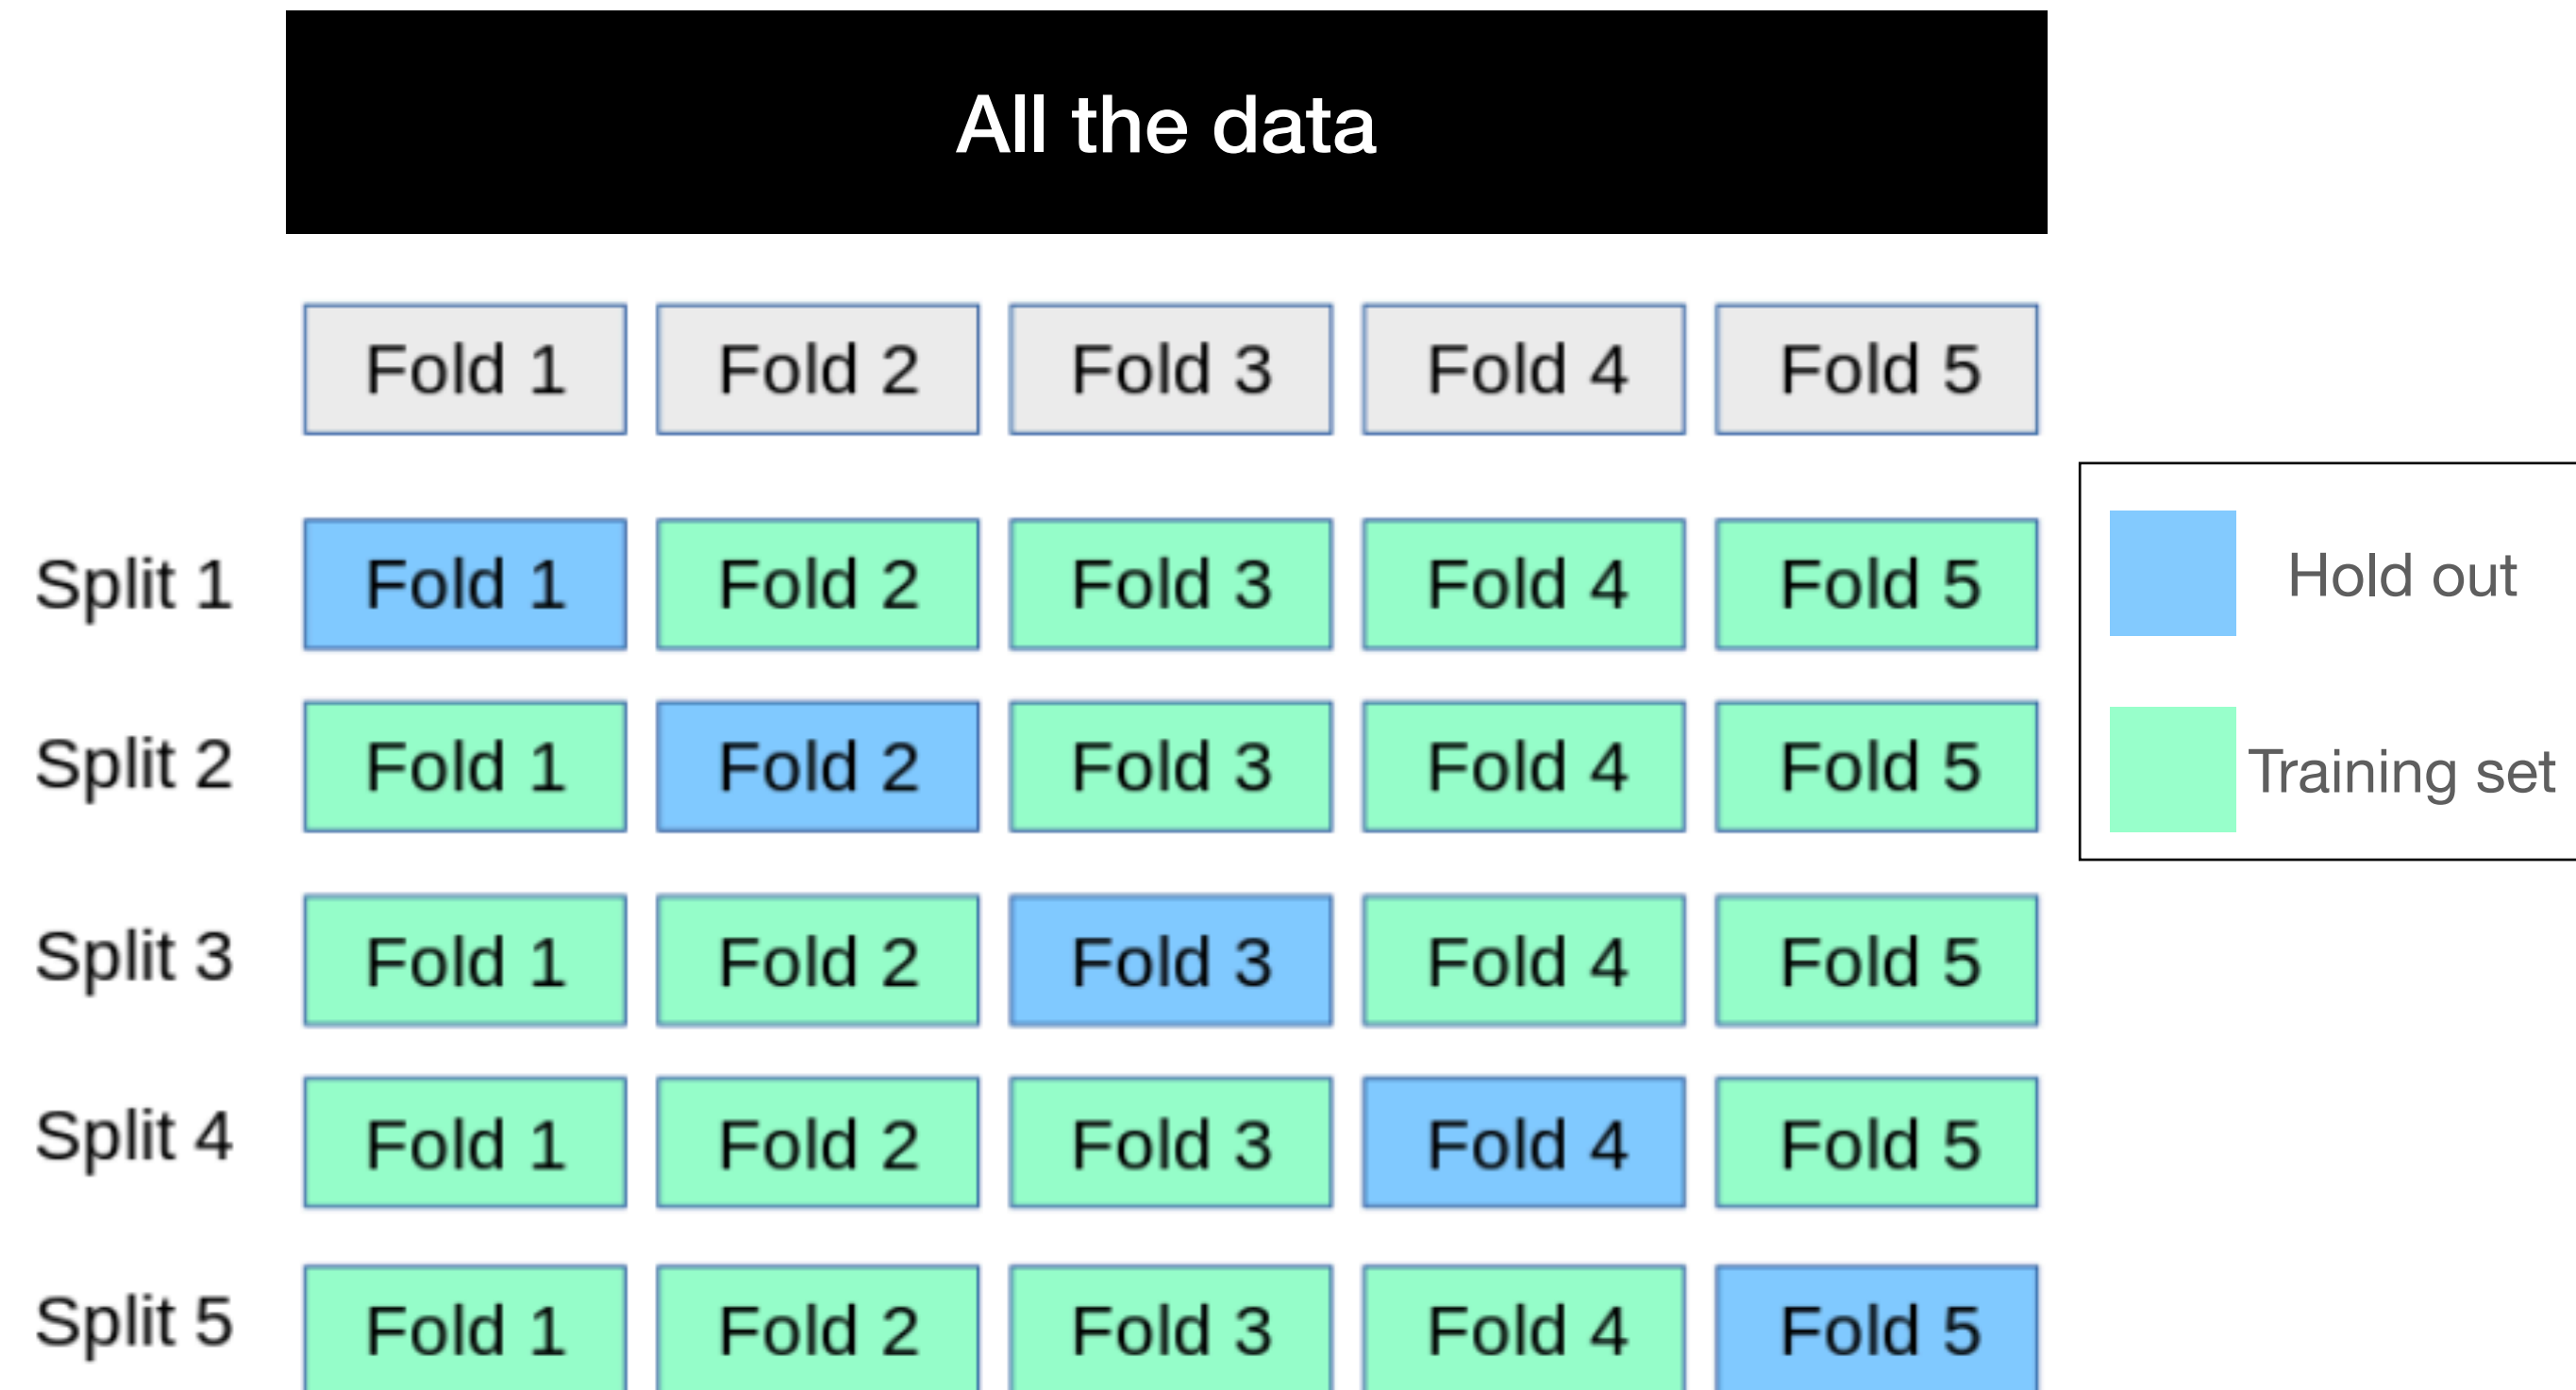 All the data
Fold 1 Fold 2 Fold 3 Fold 4 Fold 5
Split 1 Fold 1 Fold 2 Fold 3 Fold 4 Fold 5
Hold out
Split 2 Fold 1 Fold 2 Fold 3 Fold 4 Fold 5
Training set
Split 3 Fold 1 Fold 2 Fold 3 Fold 4 Fold 5
Split 4 Fold 1 Fold 2 Fold 3 Fold 4 Fold 5
Split 5 Fold 1 Fold 2 Fold 3 Fold 4 Fold 5